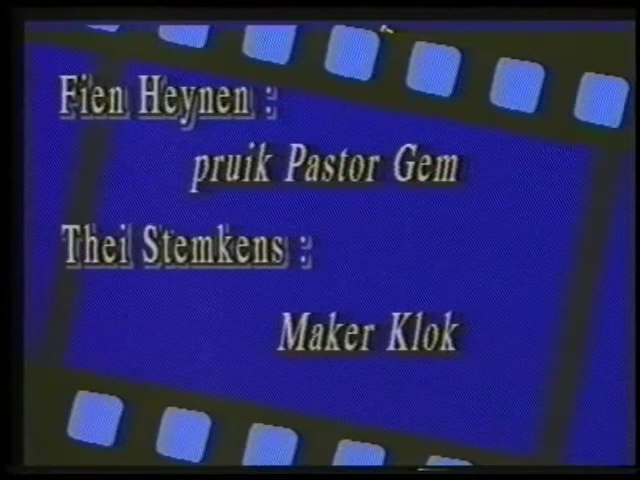 Fien Heynen :
pruik Pastor Gem
Thei Stemkens :
Maker Klok